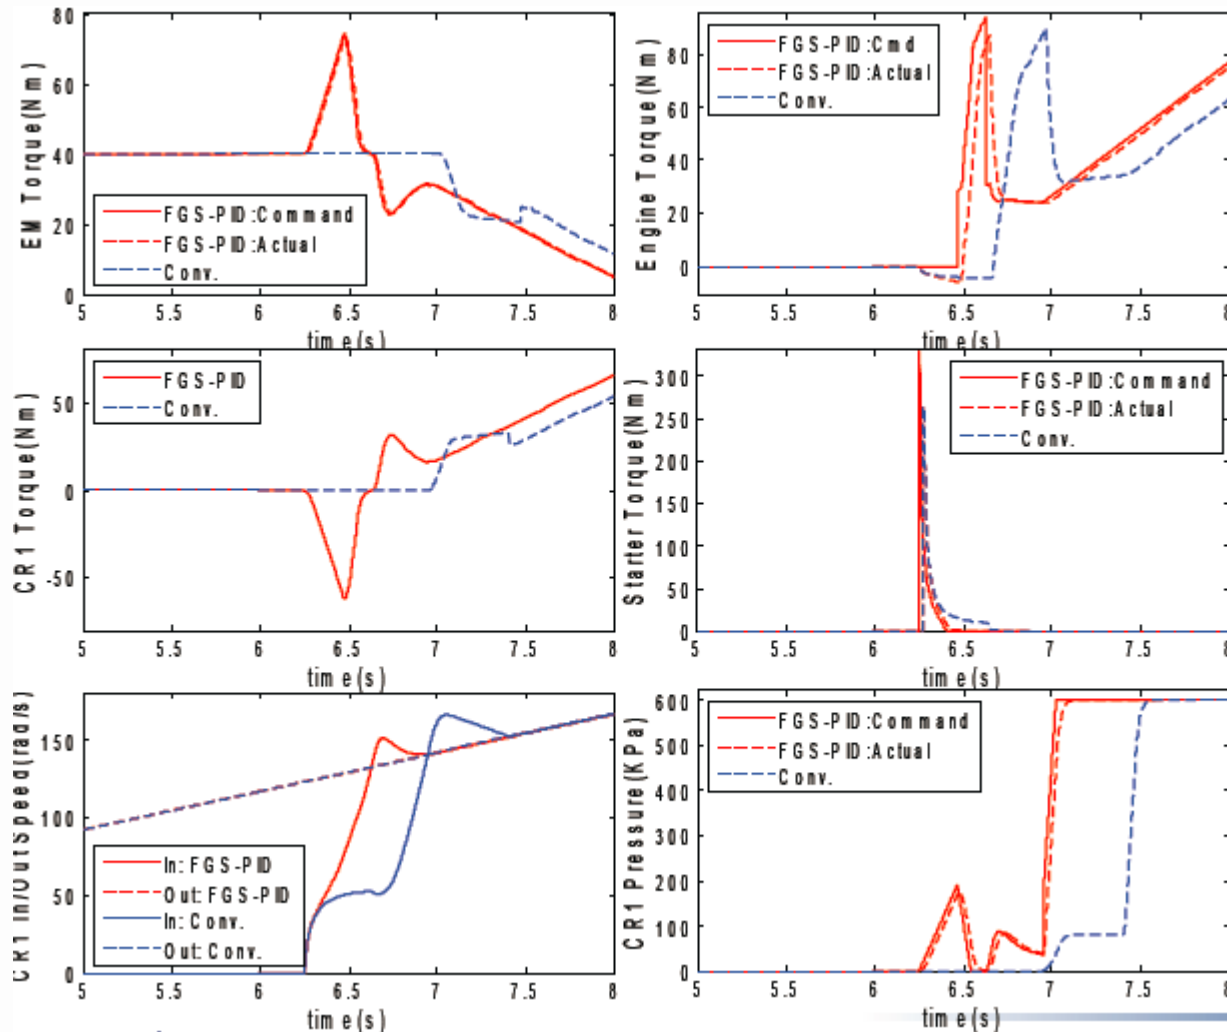 EM Torque(Nm)
80
60
40
20
0
FGS-PID:Command
FGS-PID:Actual
Conv.
5 5.5 6 6.5 7 7.5 8
time(s)
Engine Torque(Nm)
80
60
40
20
0
FGS-PID:Cmd
FGS-PID:Actual
Conv.
5 5.5 6 6.5 7 7.5 8
time(s)
CR1 Torque(Nm)
50
0
-50
FGS-PID
Conv.
5 5.5 6 6.5 7 7.5 8
time(s)
Starter Torque(Nm)
300
250
200
150
100
50
0
FGS-PID:Command
FGS-PID:Actual
Conv.
5 5.5 6 6.5 7 7.5 8
time(s)
CR1 In/OutSpeed(rad/s)
150
100
50
0
In: FGS-PID
Out: FGS-PID
In: Conv.
Out: Conv.
5 5.5 6 6.5 7 7.5 8
time(s)
CR1 Pressure(KPa)
600
500
400
300
200
100
0
FGS-PID:Command
FGS-PID:Actual
Conv.
5 5.5 6 6.5 7 7.5 8
time(s)